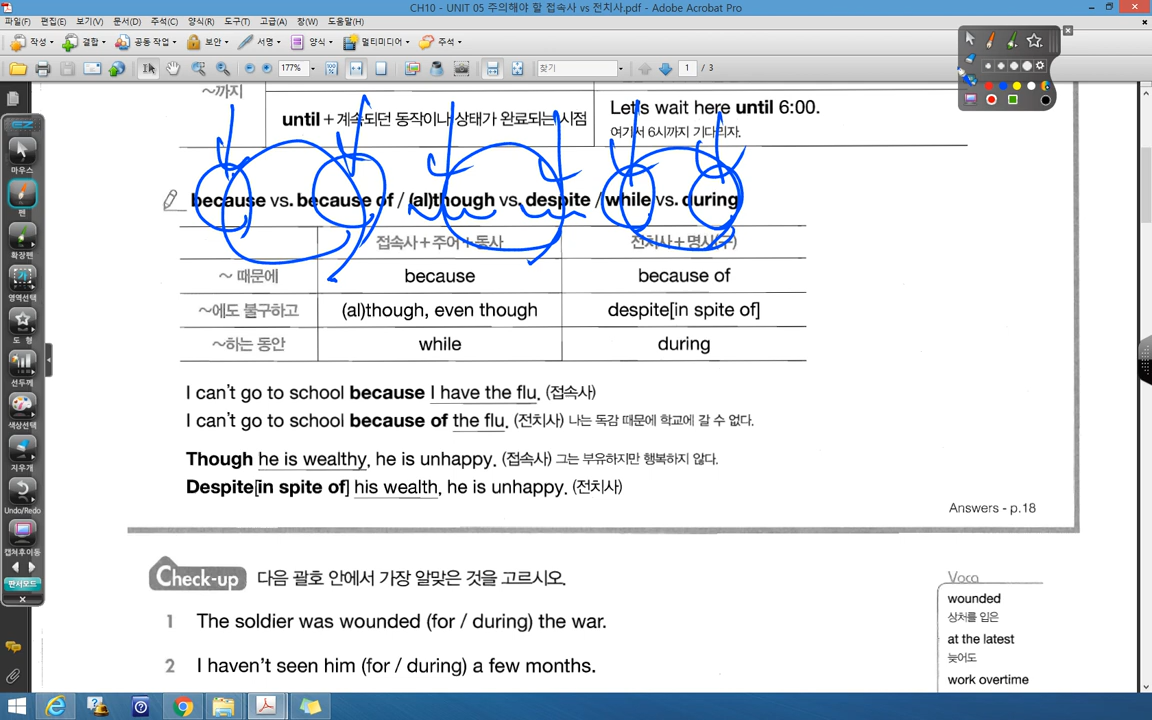 CH10 - UNIT 05 주의해야 할 접속사 vs 전치사.pdf - Adobe Acrobat Pro
파일(F) 편집(E) 보기(V) 문서(D) 주석(C) 양식(R) 도구(T) 고급(A) 창(W) 도움말(H)
작성 결합 공동 작업 보안 서명 양식 멀티미디어 주석
177% 찾기 1 / 3
~까지
until + 계속되던 동작이나 상태가 완료되는 시점
Let's wait here until 6:00.
여기서 6시까지 기다리자.
because vs. because of / (al)though vs. despite / while vs. during
접속사 + 주어 + 동사 전치사 + 명사(구)
~ 때문에 because because of
~에도 불구하고 (al)though, even though despite[in spite of]
~하는 동안 while during
I can't go to school because I have the flu. (접속사)
I can't go to school because of the flu. (전치사) 나는 독감 때문에 학교에 갈 수 없다.
Though he is wealthy, he is unhappy. (접속사) 그는 부유하지만 행복하지 않다.
Despite[in spite of] his wealth, he is unhappy. (전치사)
Answers - p.18
Check-up 다음 괄호 안에서 가장 알맞은 것을 고르시오.
1 The soldier was wounded (for / during) the war.
2 I haven't seen him (for / during) a few months.
Voca
wounded
상처를 입은
at the latest
늦어도
work overtime
마우스
펜
확장펜
영역선택
도 형
선두께
색상선택
지우개
Undo/Redo
캡쳐후이동
판서모드